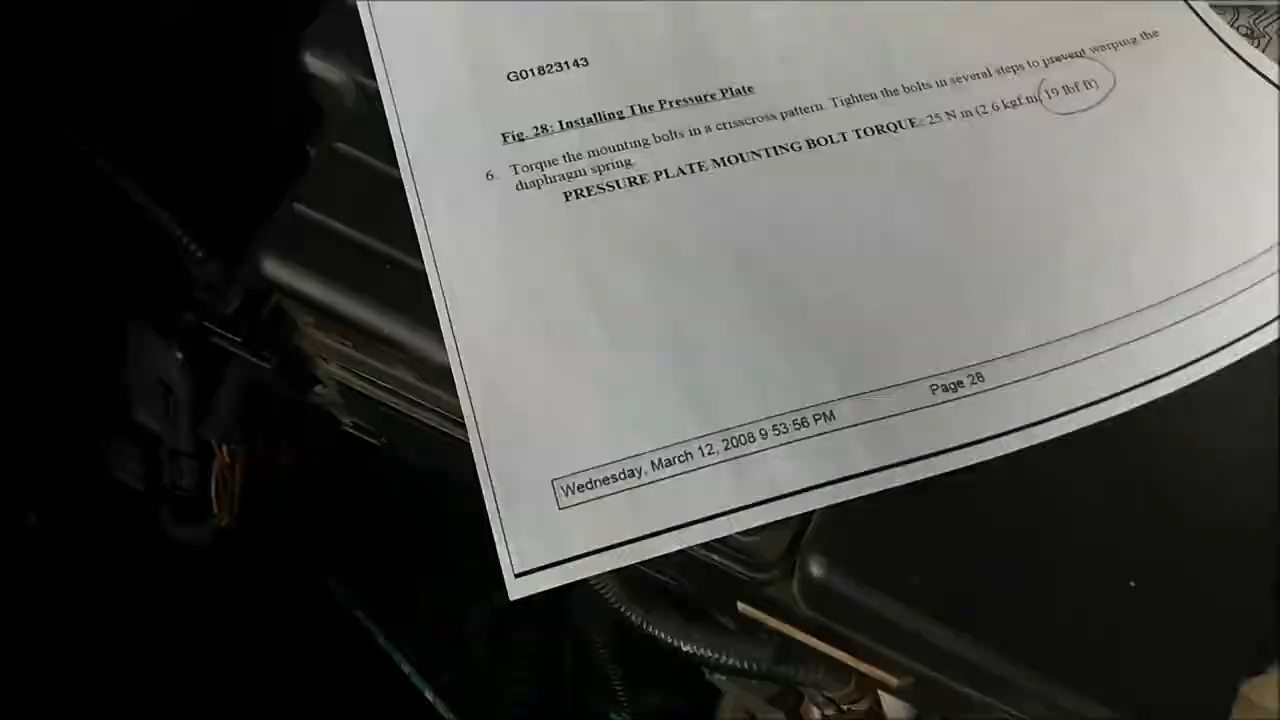 G01823143
Fig. 28: Installing The Pressure Plate
6. Torque the mounting bolts in a crisscross pattern. Tighten the bolts in several steps to prevent warping the
diaphragm spring.
PRESSURE PLATE MOUNTING BOLT TORQUE: 25 N.m (2.6 kgf.m, 19 lbf ft)
Wednesday, March 12, 2008 9:53:56 PM
Page 28